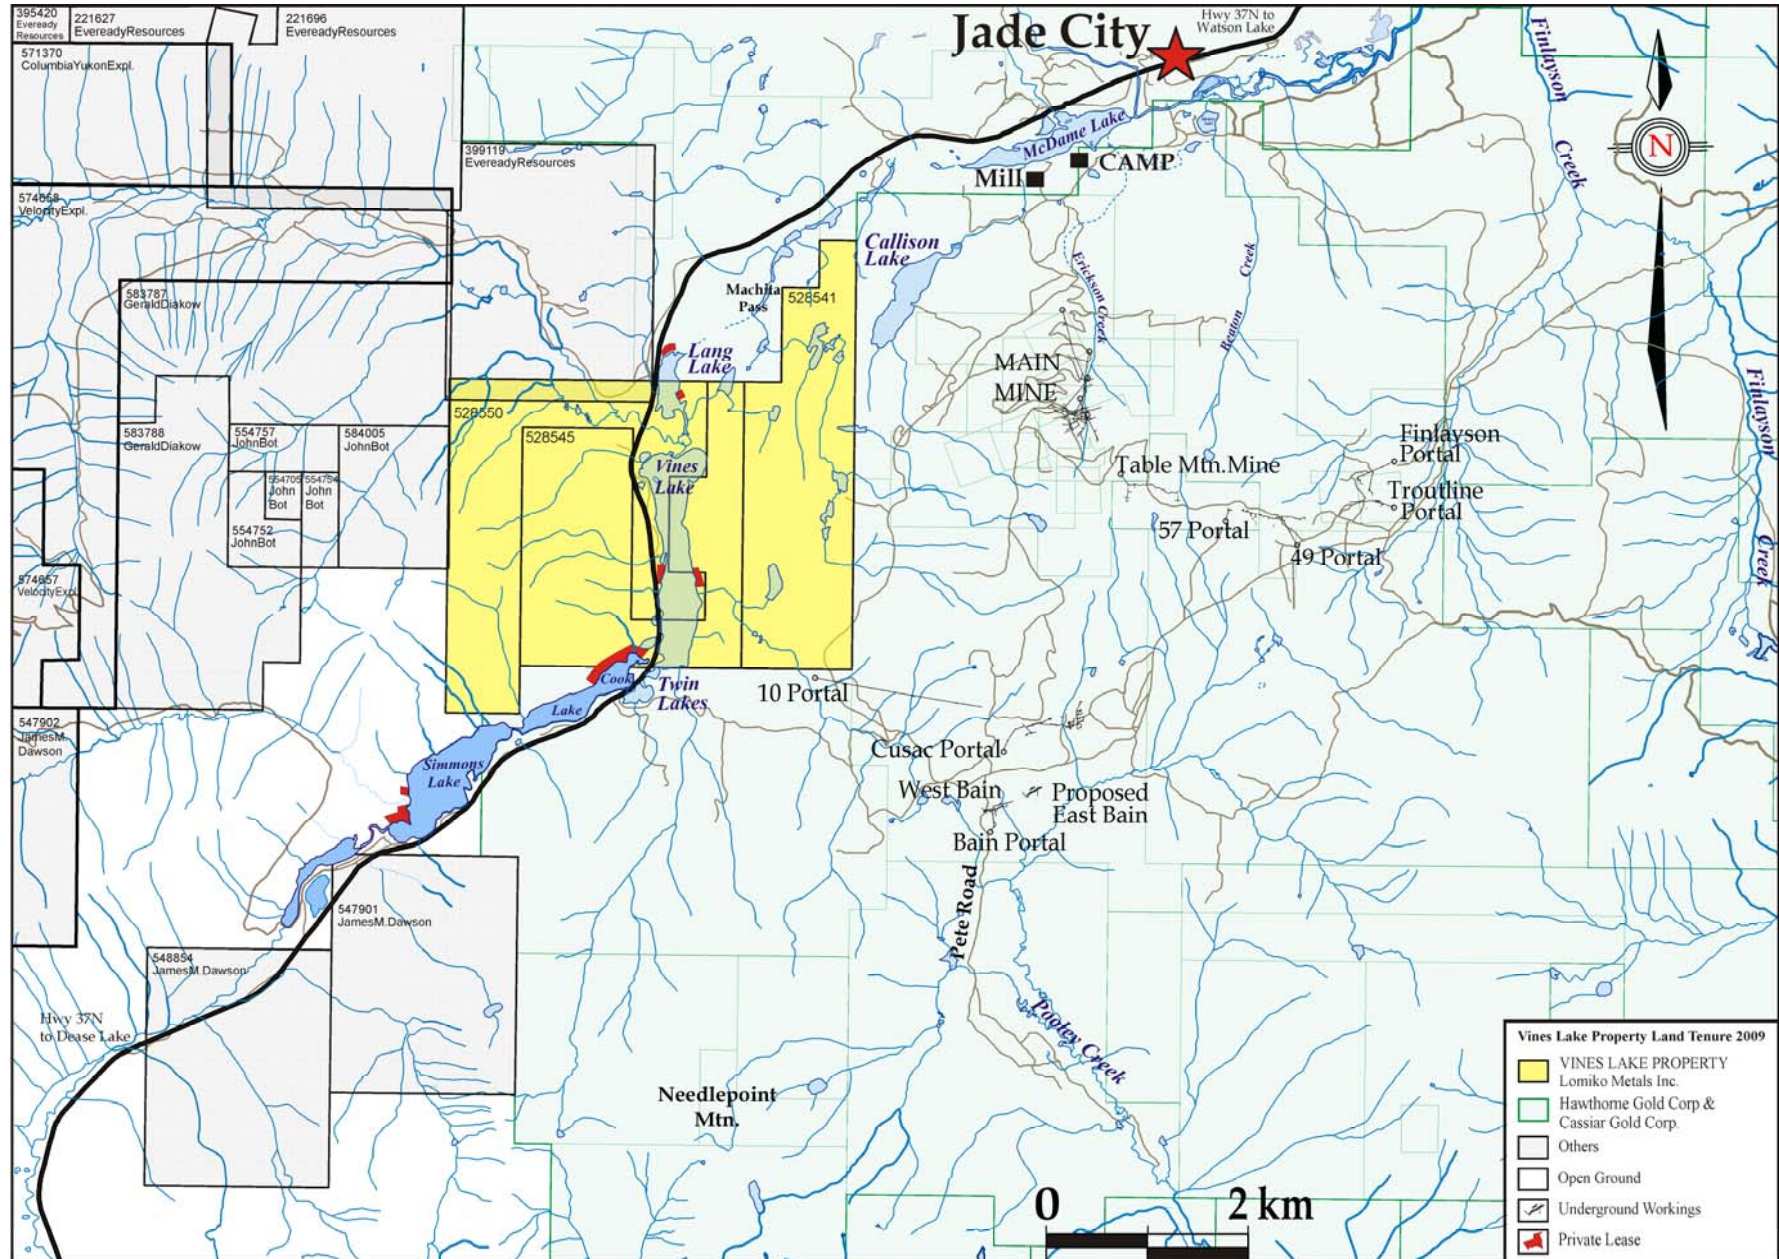 395420
Eveready
Resources
221627
EvereadyResources
221696
EvereadyResources
571370
ColumbiaYukonExpl.
Jade City
Hwy 37N to
Watson Lake
Finlayson
Creek
N
McDame Lake
CAMP
Mill
399119
EvereadyResources
574658
VelocityExpl.
Callison
Lake
Erickson Creek
Beaton Creek
583787
GeraldDiakow
Machita
Pass
528541
Lang
Lake
MAIN
MINE
Finlayson
Creek
528550
528545
583788
GeraldDiakow
554757
JohnBot
584005
JohnBot
554705
John
Bot
554754
John
Bot
554752
JohnBot
Vines
Lake
Finlayson
Portal
Table Mtn.Mine
Troutline
Portal
57 Portal
49 Portal
574657
VelocityExpl.
Cook
Lake
Twin
Lakes
10 Portal
547902
JamesM.
Dawson
Simmons
Lake
Cusac Portal
West Bain
Proposed
East Bain
Bain Portal
Pete Road
547901
JamesM.Dawson
548854
JamesM.Dawson
Hwy 37N
to Dease Lake
Pooley Creek
Needlepoint
Mtn.
0 2 km
Vines Lake Property Land Tenure 2009
VINES LAKE PROPERTY
Lomiko Metals Inc.
Hawthorne Gold Corp &
Cassiar Gold Corp.
Others
Open Ground
Underground Workings
Private Lease